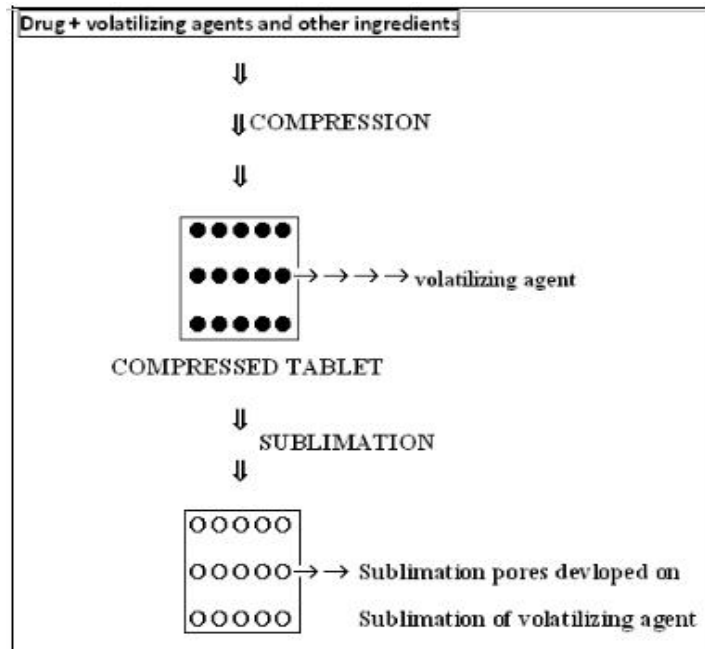 Drug + volatilizing agents and other ingredients
COMPRESSION
volatilizing agent
COMPRESSED TABLET
SUBLIMATION
Sublimation pores devloped on
Sublimation of volatilizing agent